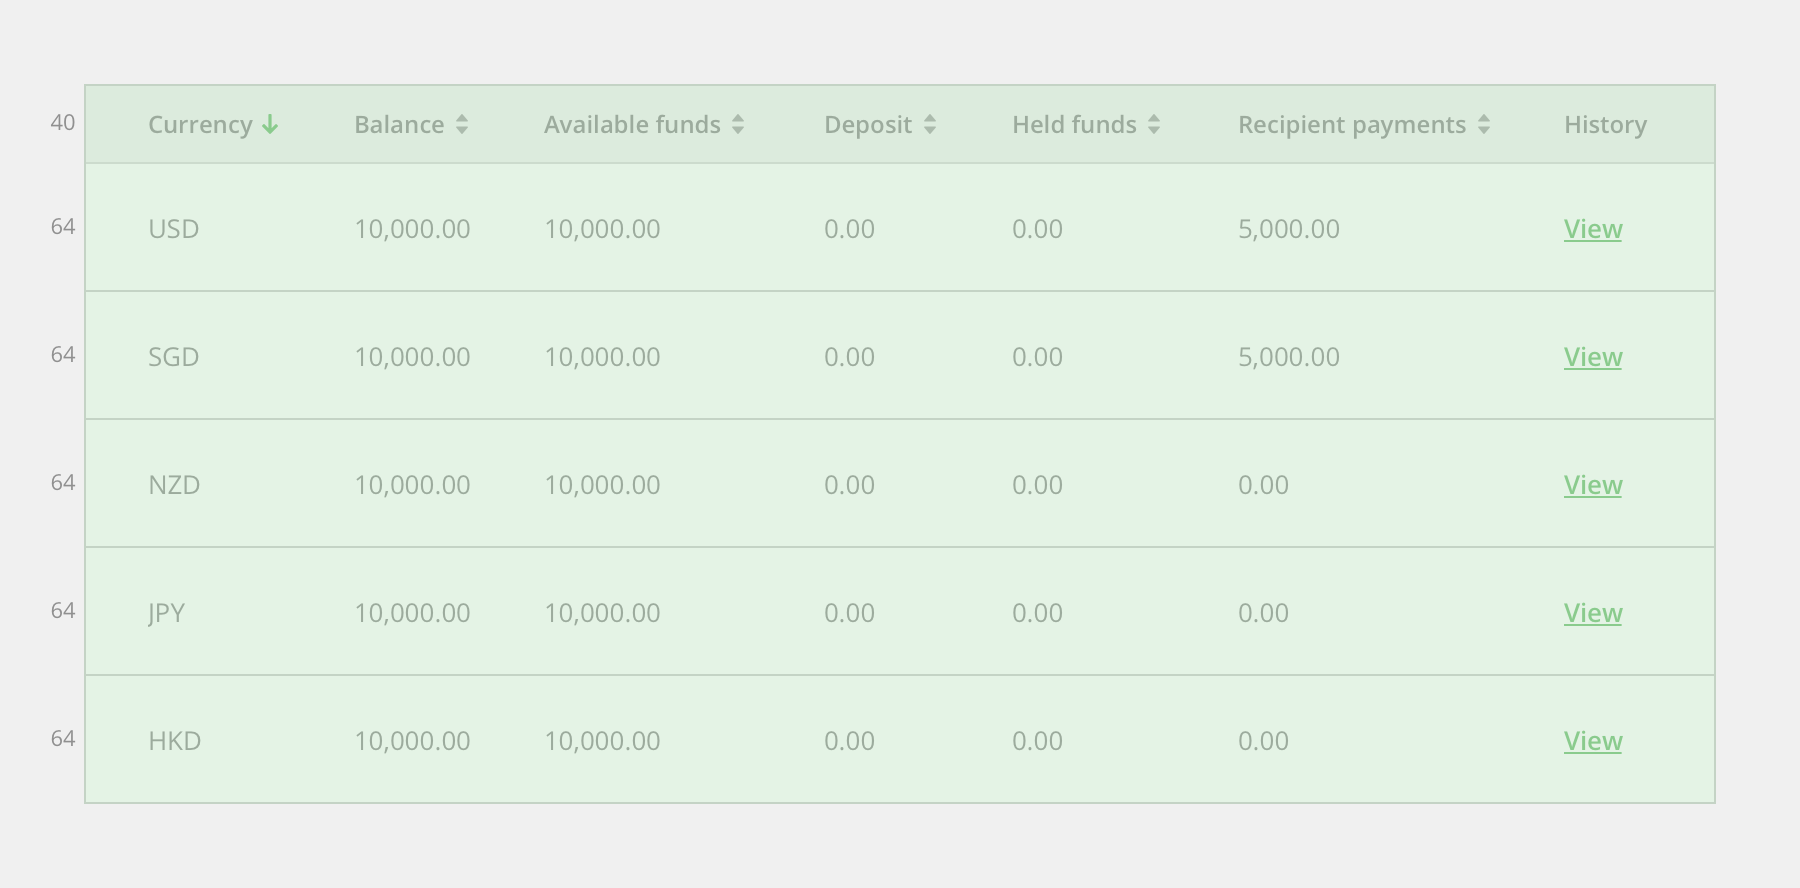 40 Currency Balance Available funds Deposit Held funds Recipient payments History
64 USD 10,000.00 10,000.00 0.00 0.00 5,000.00 View
64 SGD 10,000.00 10,000.00 0.00 0.00 5,000.00 View
64 NZD 10,000.00 10,000.00 0.00 0.00 0.00 View
64 JPY 10,000.00 10,000.00 0.00 0.00 0.00 View
64 HKD 10,000.00 10,000.00 0.00 0.00 0.00 View